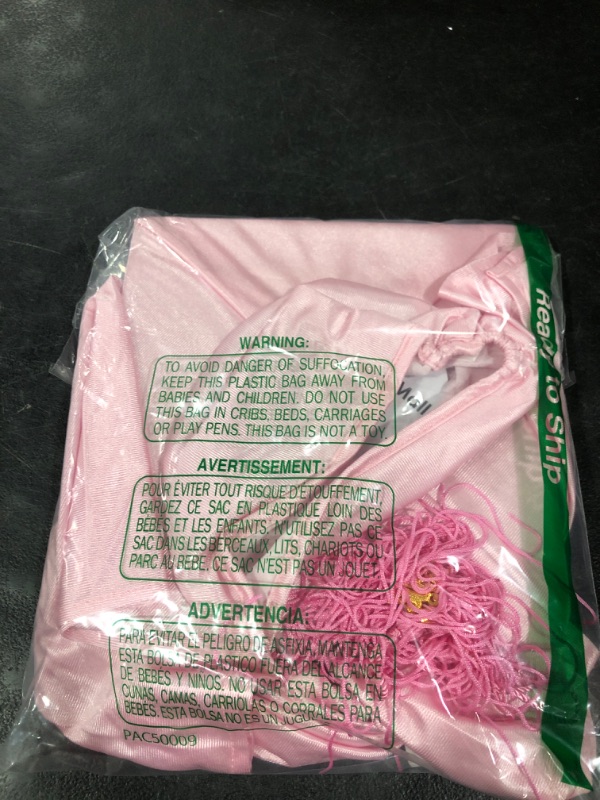 WARNING:
TO AVOID DANGER OF SUFFOCATION,
KEEP THIS PLASTIC BAG AWAY FROM
BABIES AND CHILDREN. DO NOT USE
THIS BAG IN CRIBS, BEDS, CARRIAGES
OR PLAY PENS. THIS BAG IS NOT A TOY.
AVERTISSEMENT:
POUR ÉVITER TOUT RISQUE D'ÉTOUFFEMENT,
GARDEZ CE SAC EN PLASTIQUE LOIN DES
BÉBÉS ET LES ENFANTS, N'UTILISEZ PAS CE
SAC DANS LES BERCEAUX, LITS, CHARIOTS OU
PARC AU BEBE. CE SAC N'EST PAS UN JOUET.
ADVERTENCIA:
PARA EVITAR EL PELIGRO DE ASFIXIA, MANTENGA
ESTA BOLSA DE PLASTICO FUERA DEL ALCANCE
DE BEBES Y NINOS. NO USAR ESTA BOLSA EN
CUNAS, CAMAS, CARRIOLAS O CORRALES PARA
BEBES. ESTA BOLSA NO ES UN JUGUETE.
PAC50009
Ready to Ship